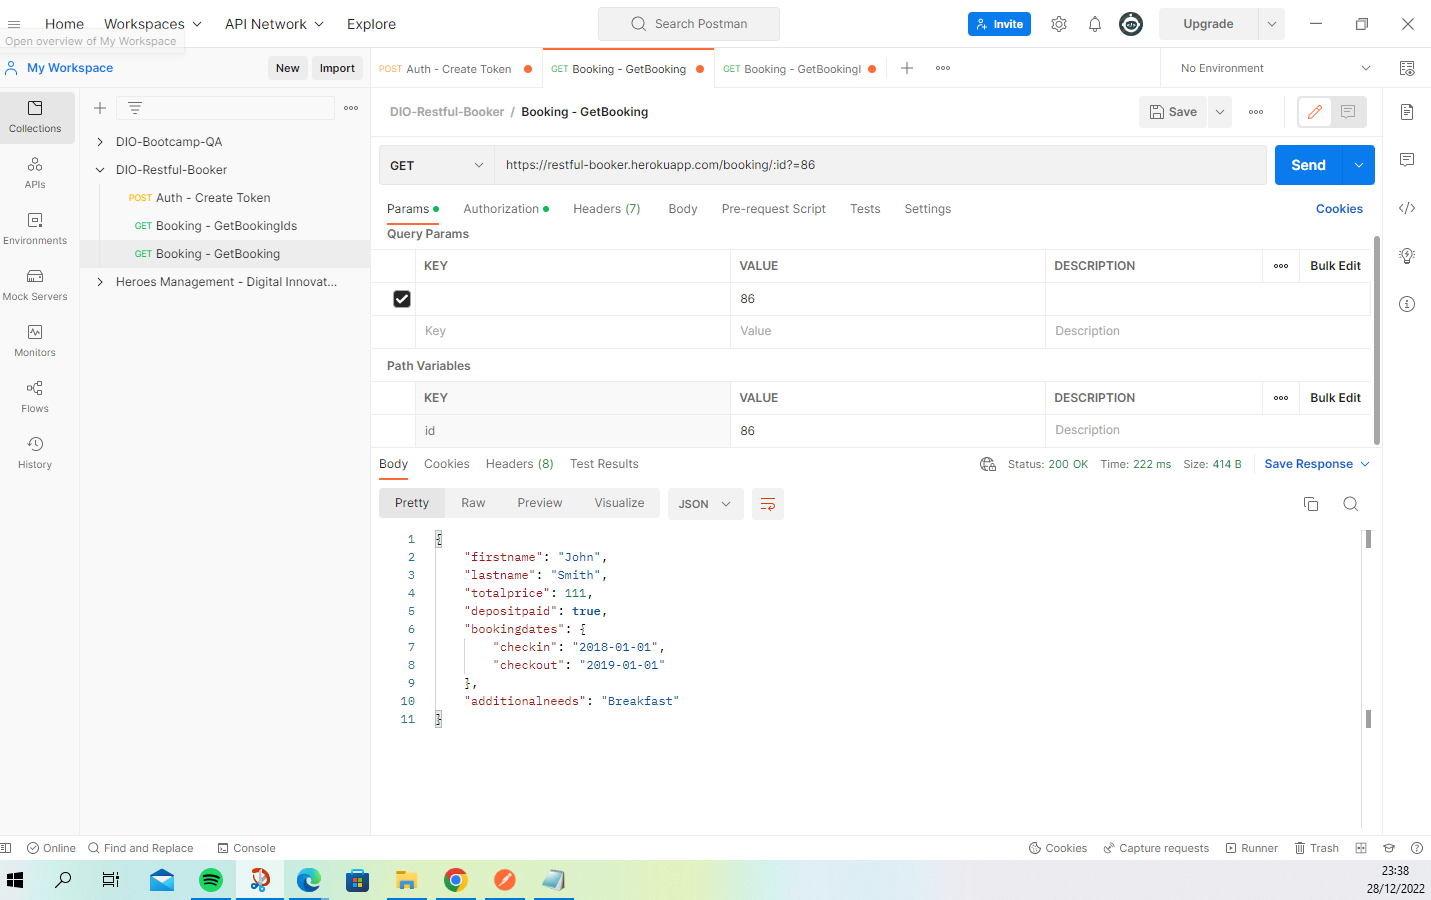 Home Workspaces API Network Explore Search Postman Invite Upgrade
Open overview of My Workspace
My Workspace New Import
POST Auth - Create Token GET Booking - GetBooking GET Booking - GetBookingI No Environment
Collections
APIs
Environments
Mock Servers
Monitors
Flows
History
DIO-Bootcamp-QA
DIO-Restful-Booker
POST Auth - Create Token
GET Booking - GetBookingIds
GET Booking - GetBooking
Heroes Management - Digital Innovat...
DIO-Restful-Booker / Booking - GetBooking Save
GET https://restful-booker.herokuapp.com/booking/:id?=86 Send
Params Authorization Headers (7) Body Pre-request Script Tests Settings Cookies
Query Params
KEY VALUE DESCRIPTION Bulk Edit
86
Key Value Description
Path Variables
KEY VALUE DESCRIPTION Bulk Edit
id 86 Description
Body Cookies Headers (8) Test Results Status: 200 OK Time: 222 ms Size: 414 B Save Response
Pretty Raw Preview Visualize JSON
1 {
2 "firstname": "John",
3 "lastname": "Smith",
4 "totalprice": 111,
5 "depositpaid": true,
6 "bookingdates": {
7 "checkin": "2018-01-01",
8 "checkout": "2019-01-01"
9 },
10 "additionalneeds": "Breakfast"
11 }
Online Find and Replace Console Cookies Capture requests Runner Trash
23:38
28/12/2022